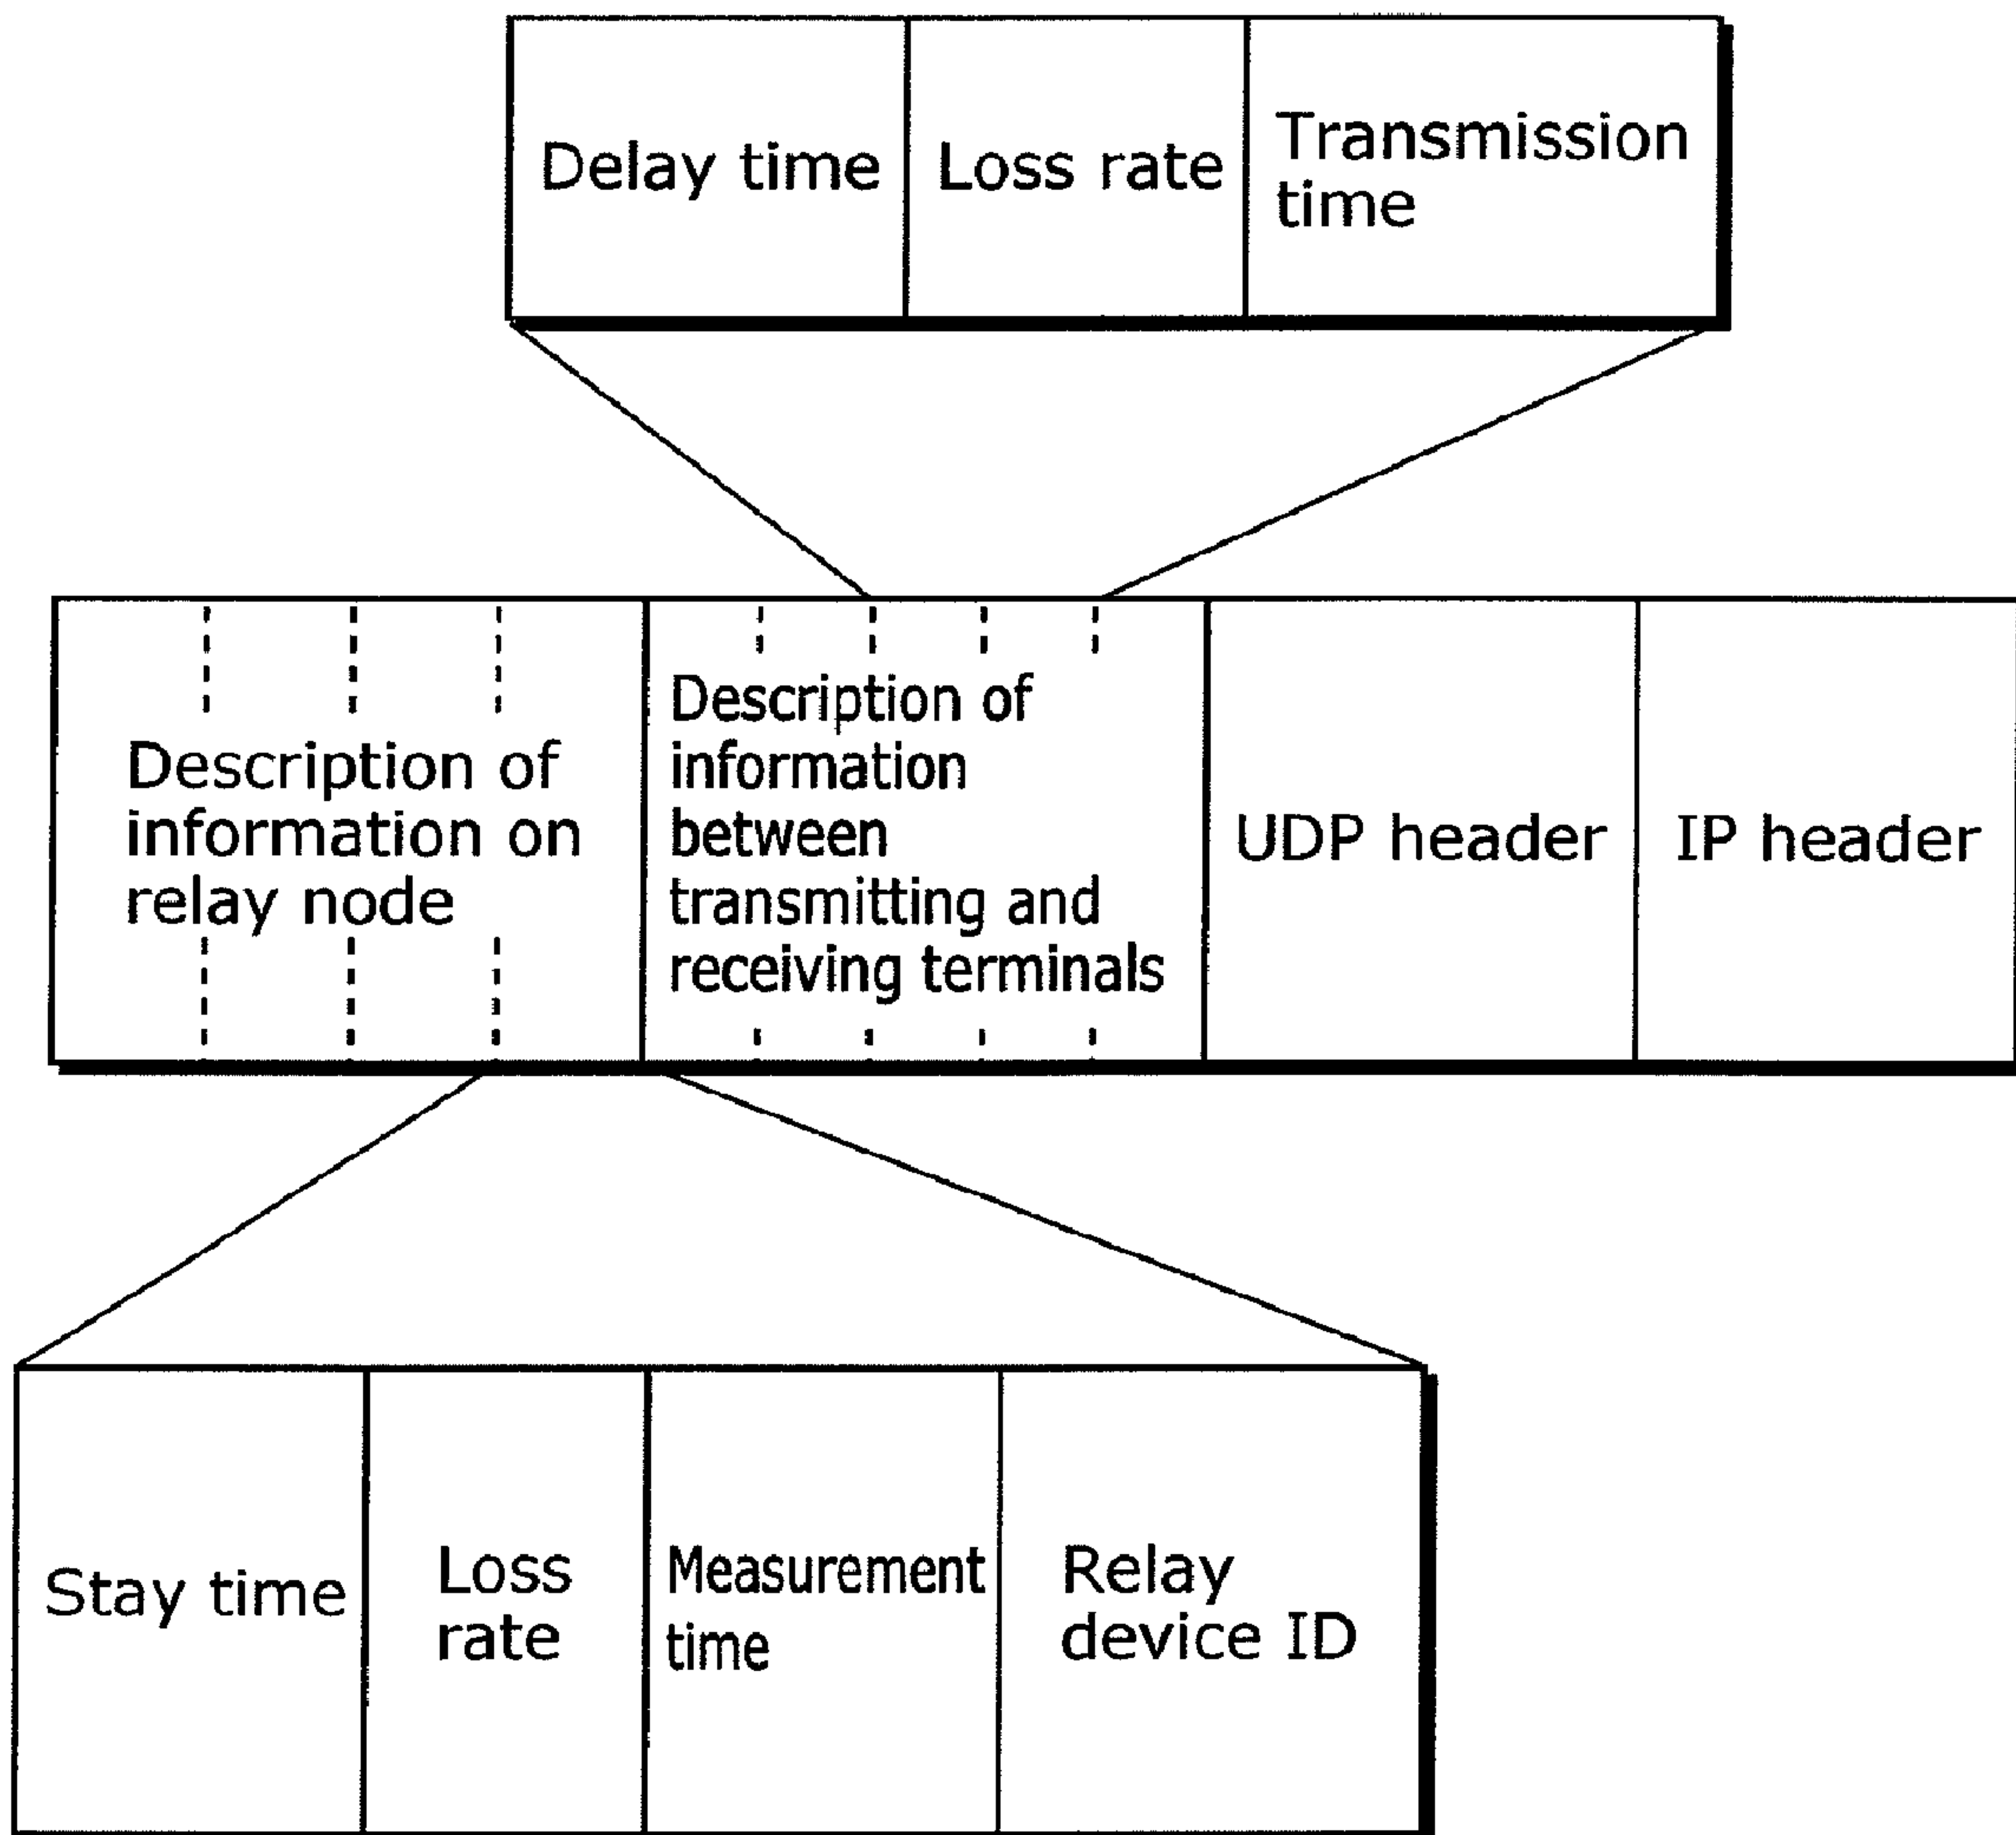 Delay time
Loss rate
Transmission
time
Description of
information on
relay node
Description of
information
between
transmitting and
receiving terminals
UDP header
IP header
Stay time
Loss
rate
Measurement
time
Relay
device ID